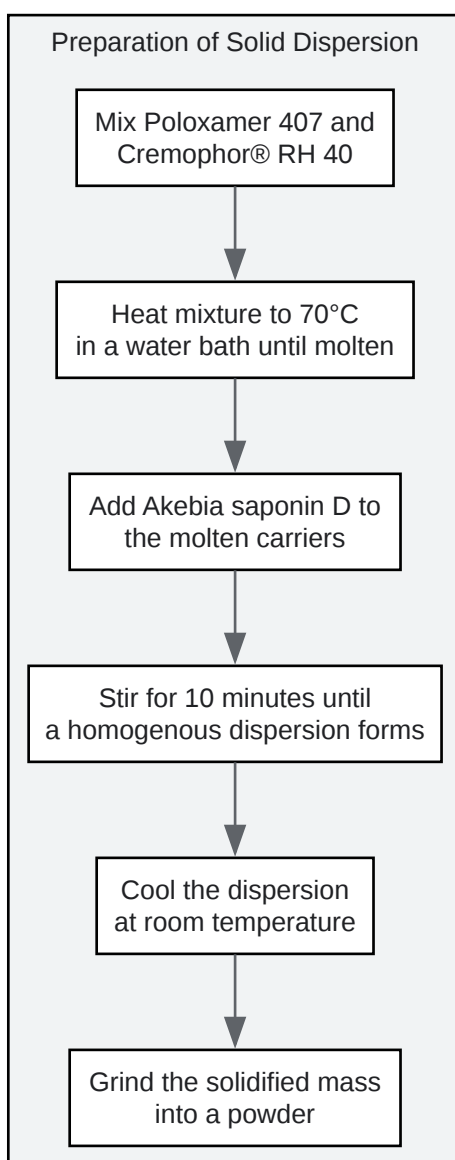 Preparation of Solid Dispersion
Mix Poloxamer 407 and
Cremophor® RH 40
Heat mixture to 70°C
in a water bath until molten
Add Akebia saponin D to
the molten carriers
Stir for 10 minutes until
a homogenous dispersion forms
Cool the dispersion
at room temperature
Grind the solidified mass
into a powder